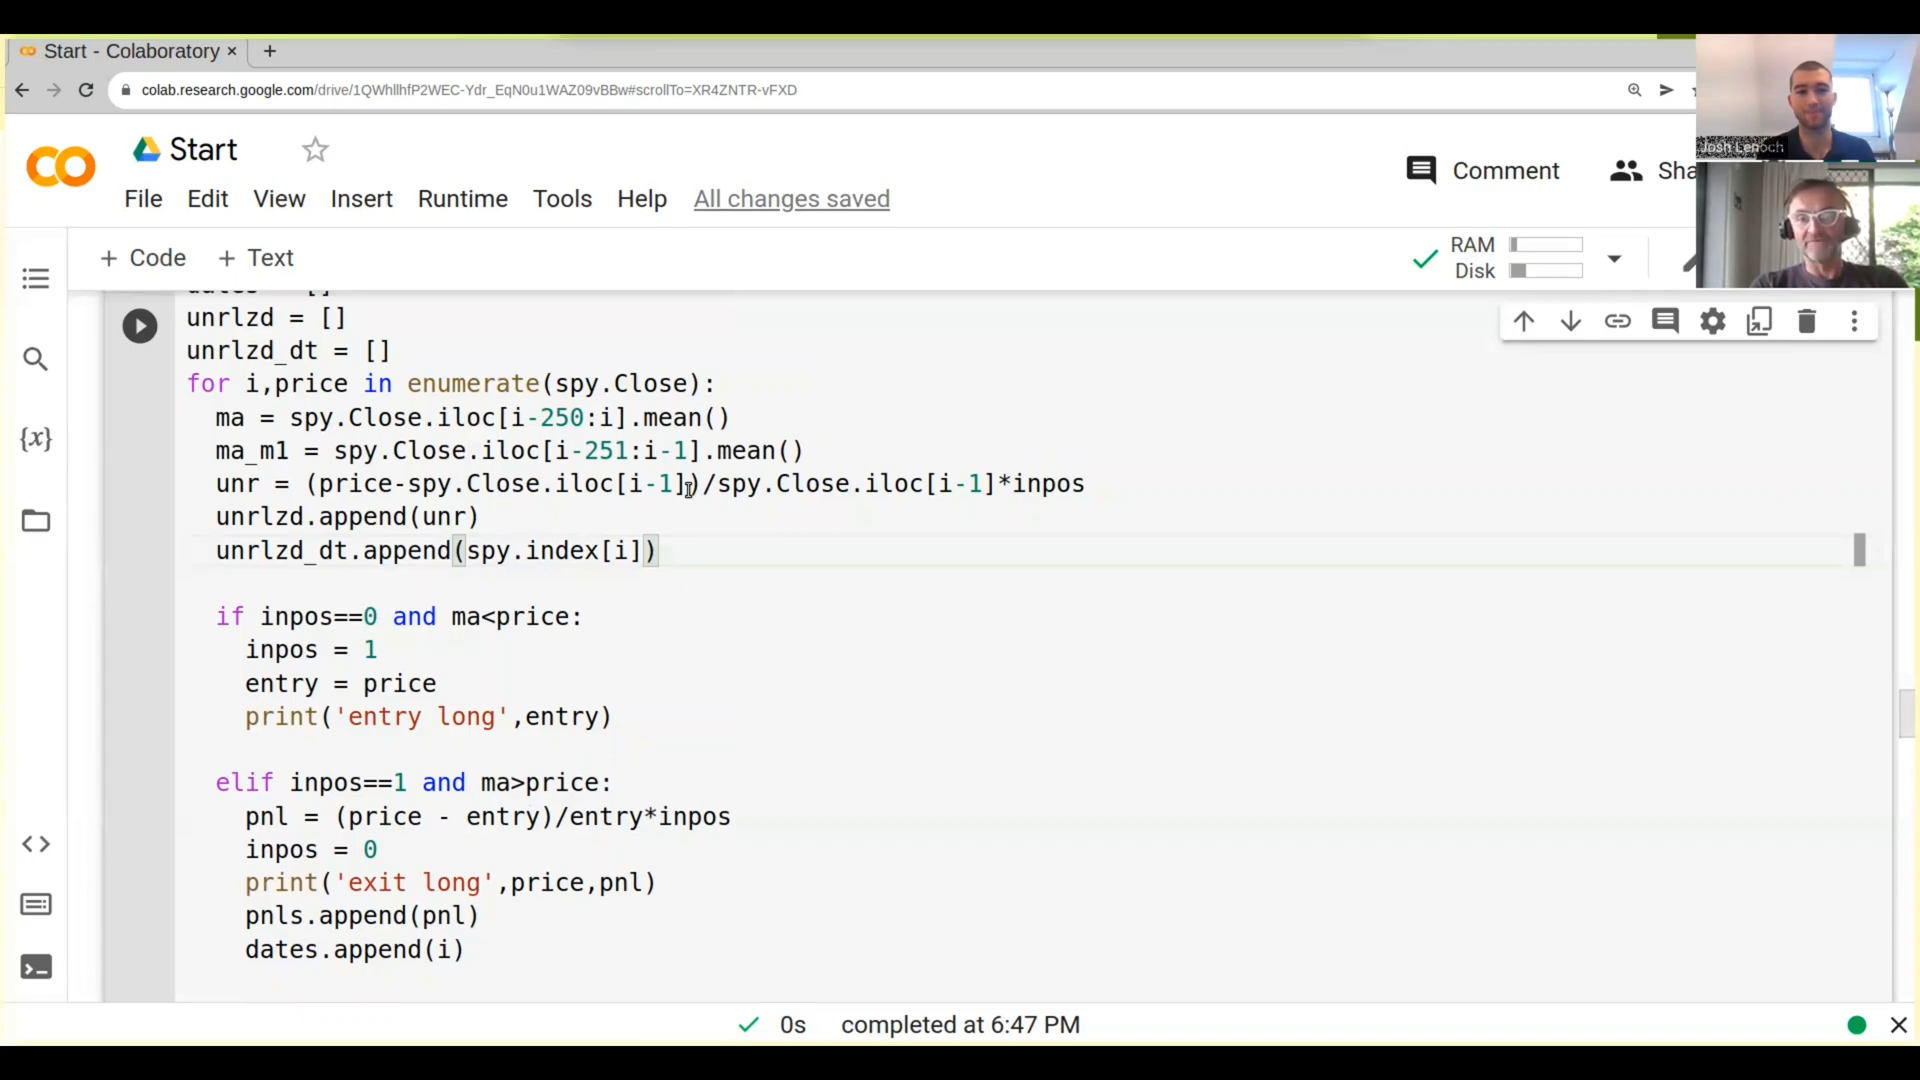 Start - Colaboratory
colab.research.google.com/drive/1QWhllhfP2WEC-Ydr_EqN0u1WAZ09vBBw#scrollTo=XR4ZNTR-vFXD
Josh Lenoch
Start
Comment
Sha
File Edit View Insert Runtime Tools Help All changes saved
+ Code + Text
RAM
Disk
{x}
unrlzd = []
unrlzd_dt = []
for i,price in enumerate(spy.Close):
ma = spy.Close.iloc[i-250:i].mean()
ma_m1 = spy.Close.iloc[i-251:i-1].mean()
unr = (price-spy.Close.iloc[i-1])/spy.Close.iloc[i-1]*inpos
unrlzd.append(unr)
unrlzd_dt.append(spy.index[i])
if inpos==0 and ma<price:
inpos = 1
entry = price
print('entry long',entry)
elif inpos==1 and ma>price:
pnl = (price - entry)/entry*inpos
inpos = 0
print('exit long',price,pnl)
pnls.append(pnl)
dates.append(i)
0s completed at 6:47 PM